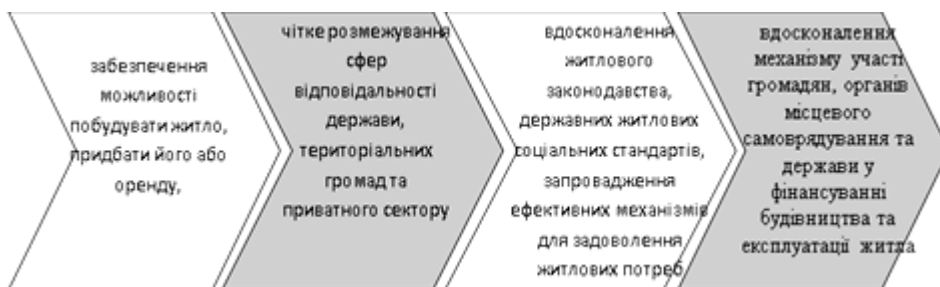 забезпечення
можливості
побудувати житло,
придбати його або
оренду,
чітке розмежування
сфер
відповідальності
держави,
територіальних
громад та
приватного сектору
вдосконалення
житлового
законодавства,
державних житлових
соціальних стандартів,
запровадження
ефективних механізмів
для задоволення
житлових потреб
вдосконалення
механізму участі
громадян, органів
місцевого
самоврядування та
держави у
фінансуванні
будівництва та
експлуатації житла